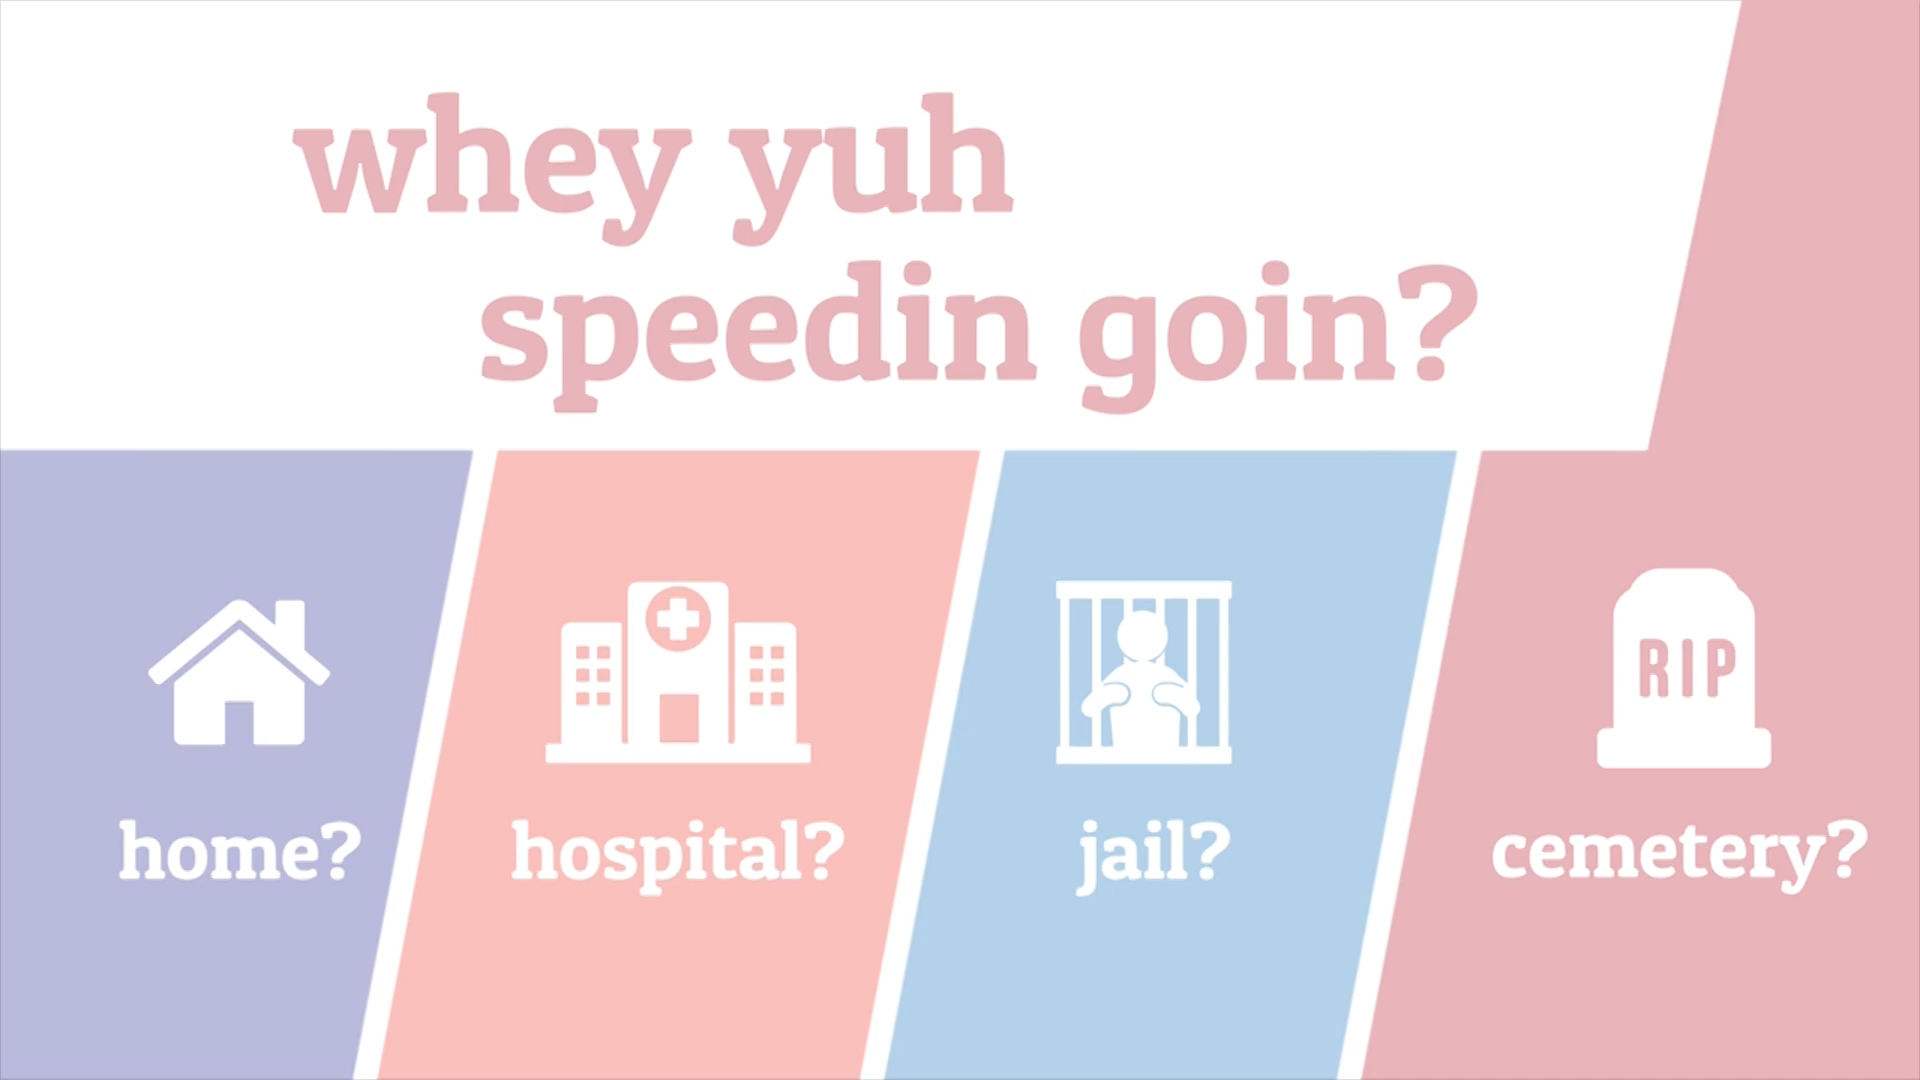 whey yuh
speedin goin?
RIP
home?
hospital?
jail?
cemetery?